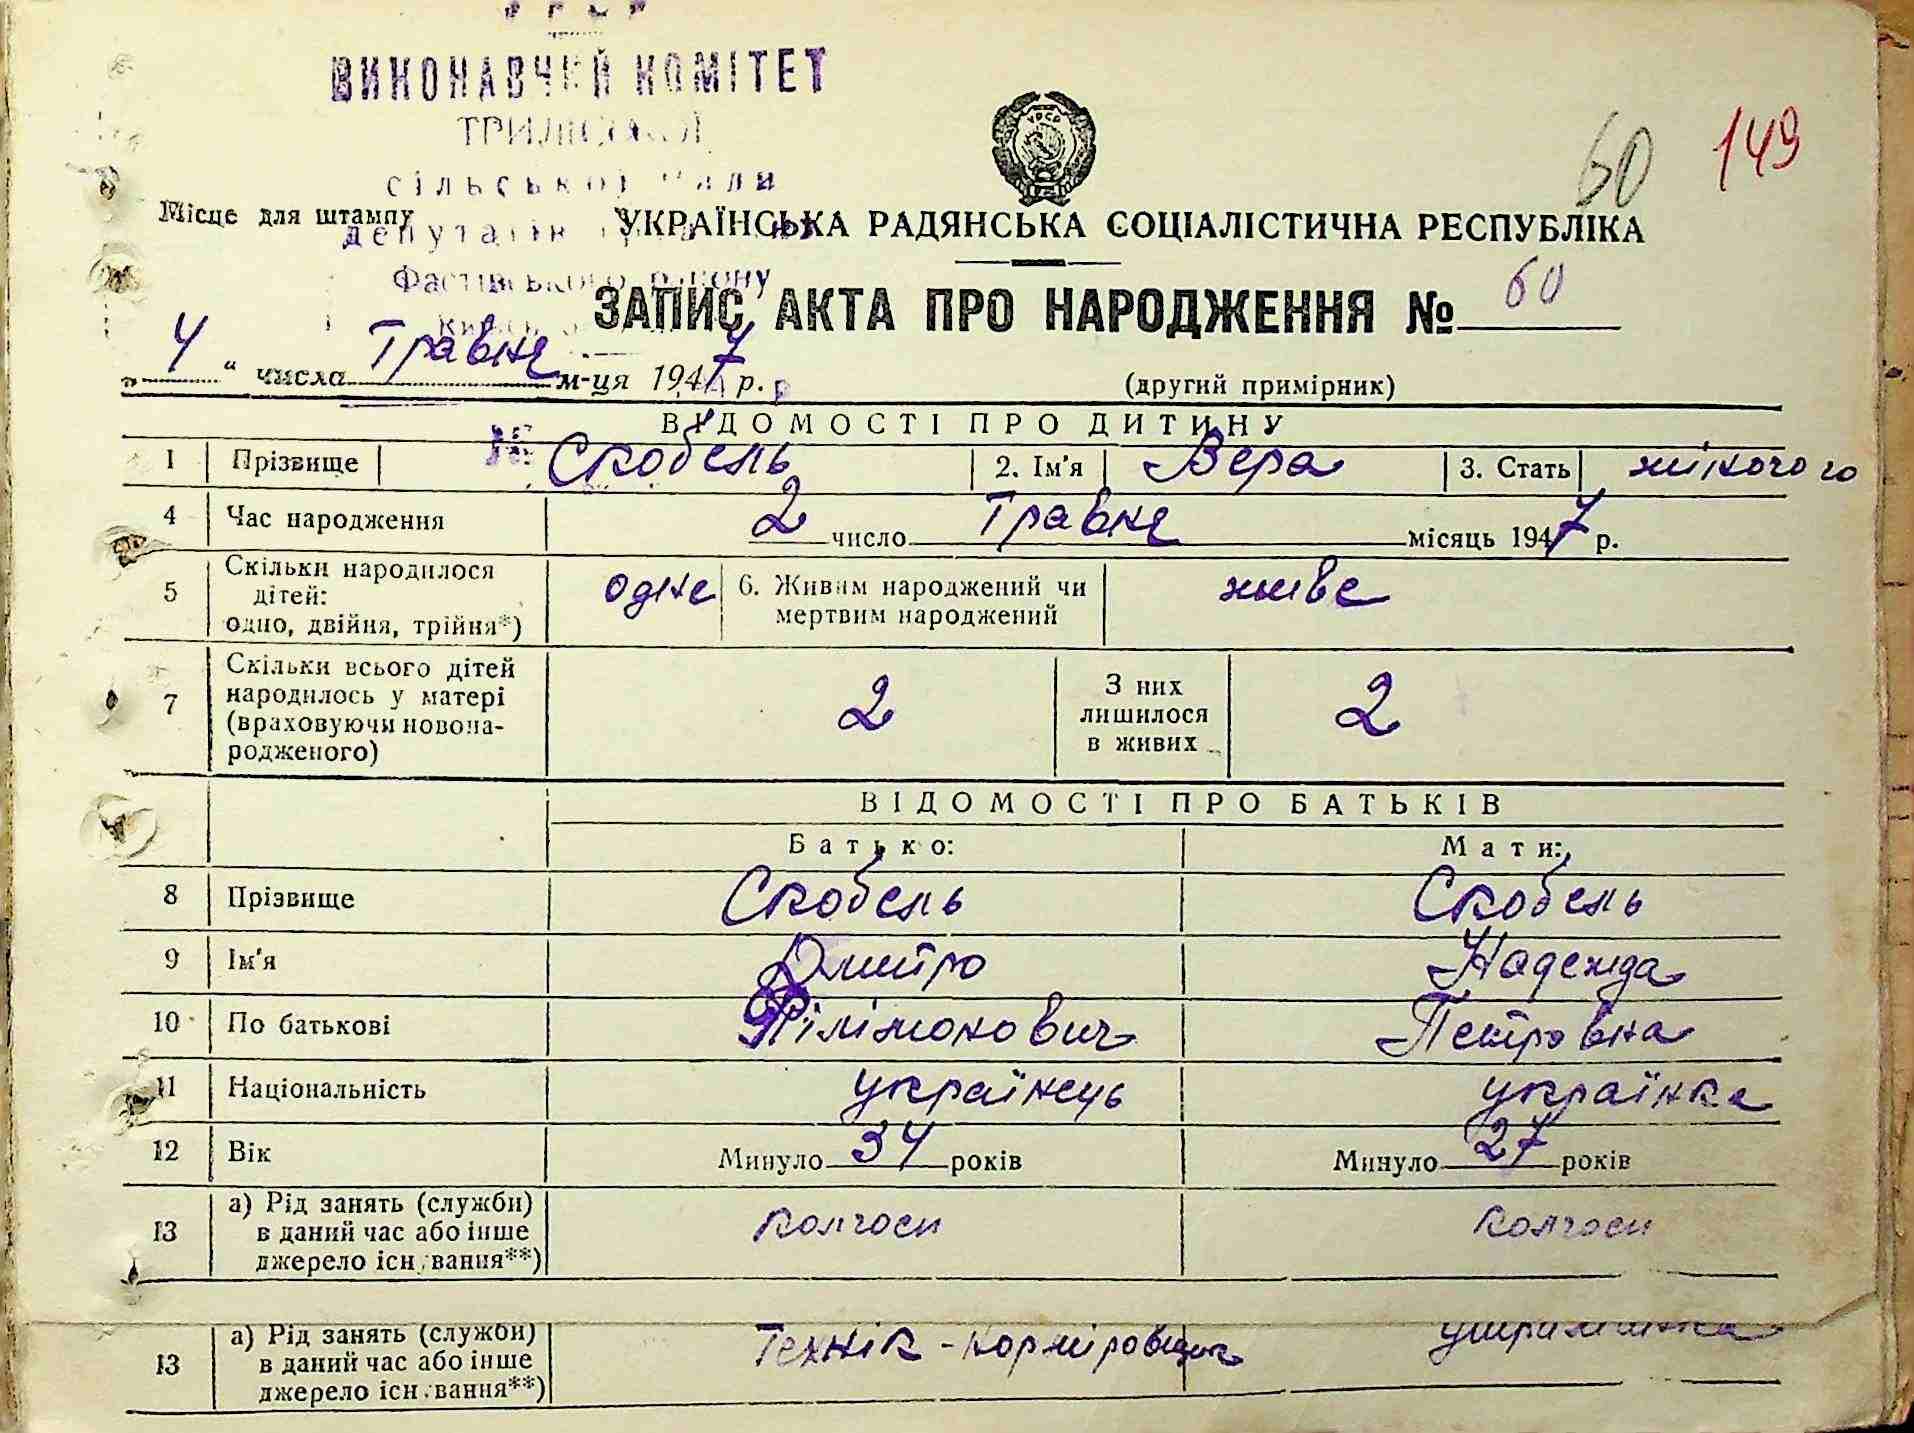 ВИКОНАВЧИЙ КОМІТЕТ
ТРИЛІСЬКОЇ
сільської Ради
депутатів
Фастівського району
60 149
Місце для штампу
УКРАЇНСЬКА РАДЯНСЬКА СОЦІАЛІСТИЧНА РЕСПУБЛІКА
ЗАПИС АКТА ПРО НАРОДЖЕННЯ № 60
„ 4 “ числа Травня м-ця 1947 р.
(другий примірник)
ВІДОМОСТІ ПРО ДИТИНУ
1 Прізвище Скобель 2. Ім'я Вера 3. Стать жіночого
4 Час народження 2 число Травня місяць 1947 р.
5 Скільки народилося дітей: одно, двійня, трійня*) одне 6. Живим народжений чи мертвим народжений живе
7 Скільки всього дітей народилось у матері (враховуючи новонародженого) 2 З них лишилося в живих 2
ВІДОМОСТІ ПРО БАТЬКІВ
Батько: Мати:
8 Прізвище Скобель Скобель
9 Ім'я Дмитро Надежда
10 По батькові Філімонович Петровна
11 Національність українець українка
12 Вік Минуло 34 років Минуло 27 років
13 а) Рід занять (служби) в даний час або інше джерело існування**) колгосп колгосп
13 а) Рід занять (служби) в даний час або інше джерело існування**) Технік-